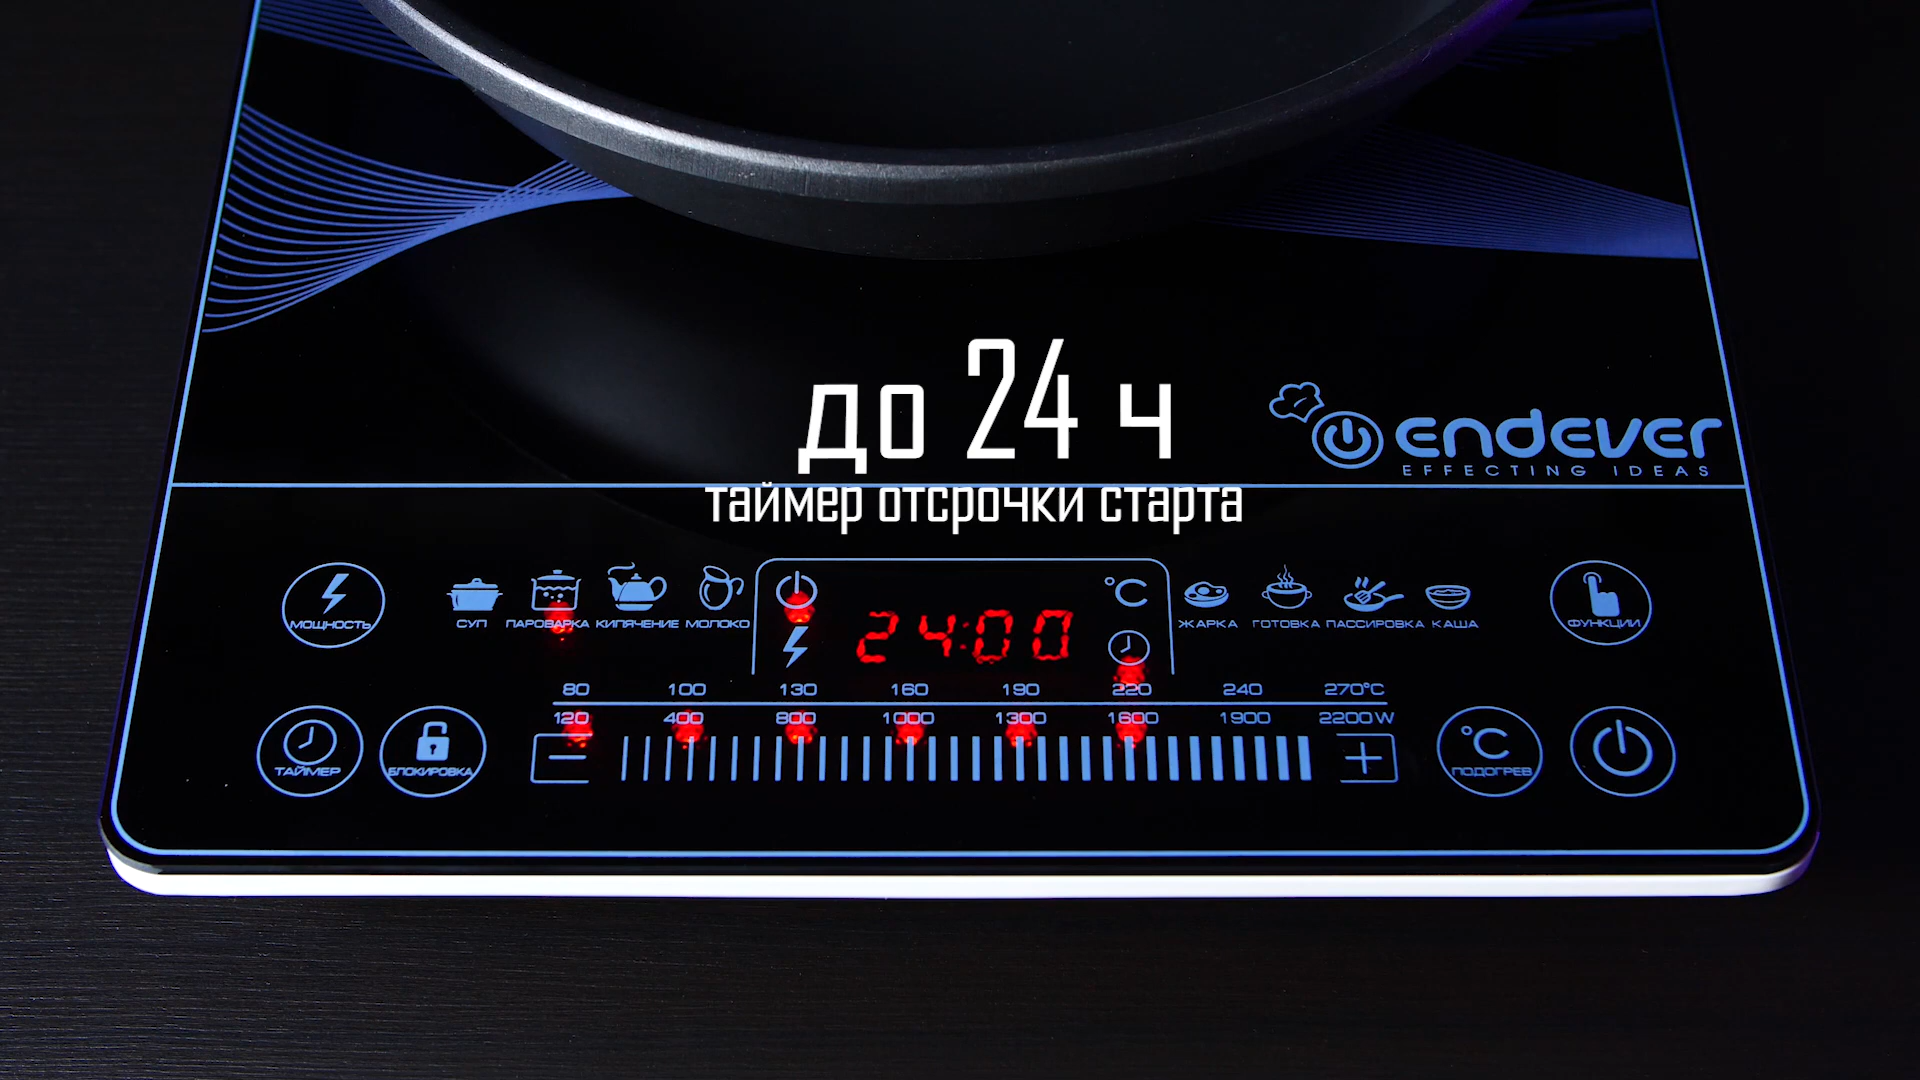 до 24 ч
endever
EFFECTING IDEAS
таймер отсрочки старта
МОЩНОСТЬ
СУП ПАРОВАРКА КИПЯЧЕНИЕ МОЛОКО
24:00
°C
ЖАРКА ГОТОВКА ПАССИРОВКА КАША
ФУНКЦИИ
80 100 130 160 190 220 240 270°C
120 400 800 1000 1300 1600 1900 2200 W
ТАЙМЕР
БЛОКИРОВКА
− +
°C
ПОДОГРЕВ